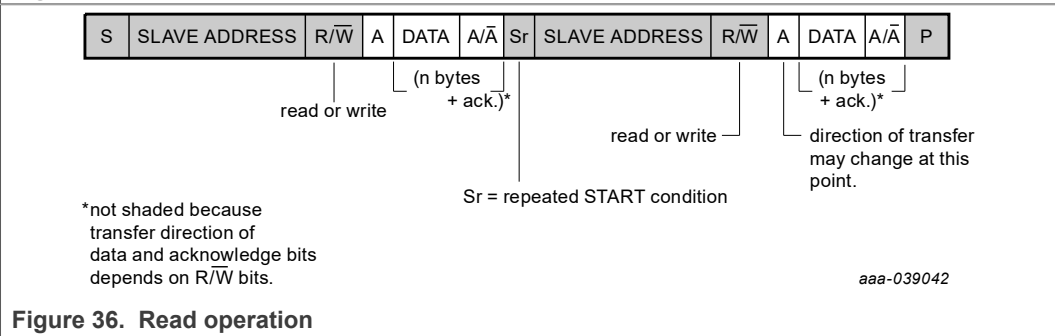 S SLAVE ADDRESS R/W̅ A DATA A/A̅ Sr SLAVE ADDRESS R/W̅ A DATA A/A̅ P
(n bytes
+ ack.)*
(n bytes
+ ack.)*
read or write
read or write
direction of transfer
may change at this
point.
Sr = repeated START condition
*not shaded because
transfer direction of
data and acknowledge bits
depends on R/W̅ bits.
aaa-039042
Figure 36. Read operation